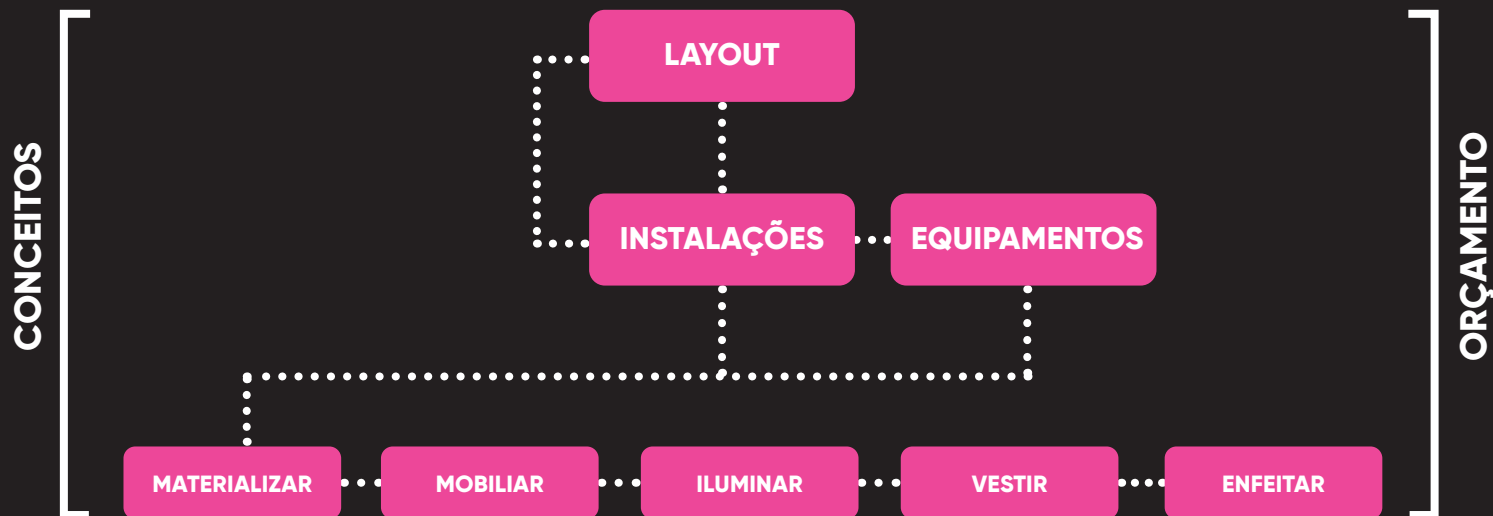 CONCEITOS
LAYOUT
INSTALAÇÕES
EQUIPAMENTOS
MATERIALIZAR
MOBILIAR
ILUMINAR
VESTIR
ENFEITAR
ORÇAMENTO